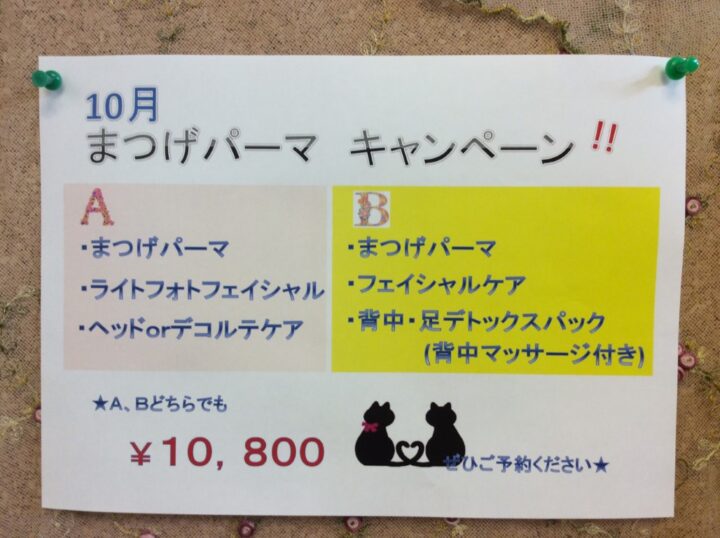 10月
まつげパーマ　キャンペーン!!
A
・まつげパーマ
・ライトフォトフェイシャル
・ヘッドorデコルテケア
B
・まつげパーマ
・フェイシャルケア
・背中・足デトックスパック
(背中マッサージ付き)
★A、Bどちらでも
￥10，800
ぜひご予約ください★